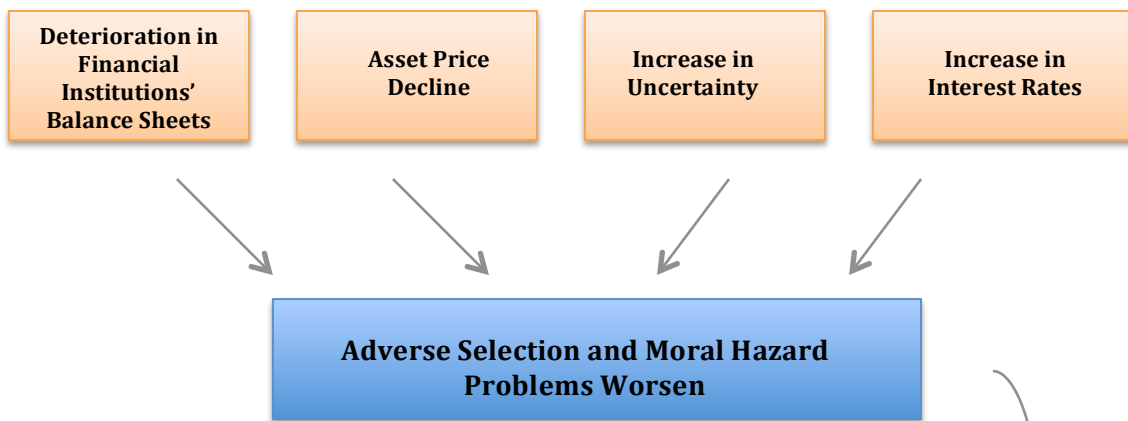 Deterioration in
Financial
Institutions’
Balance Sheets
Asset Price
Decline
Increase in
Uncertainty
Increase in
Interest Rates
Adverse Selection and Moral Hazard
Problems Worsen